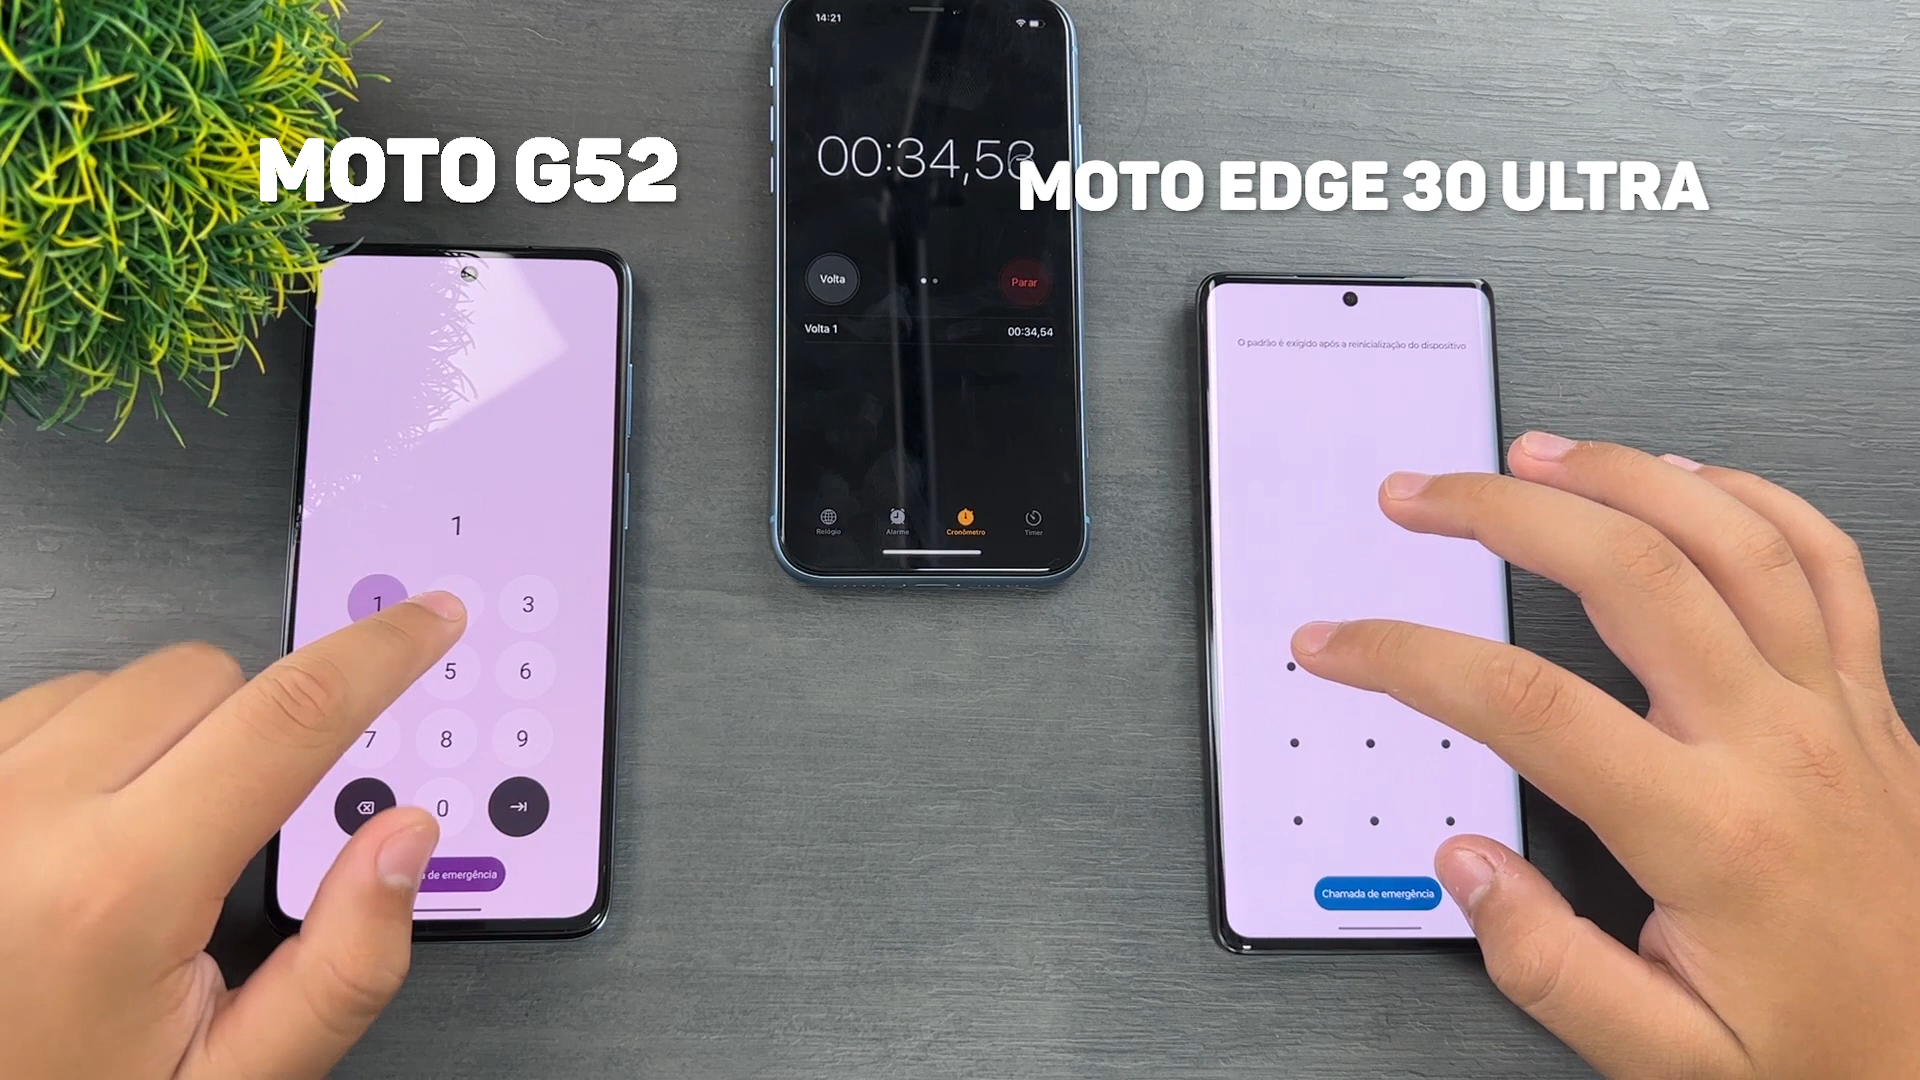 14:21
MOTO G52
00:34,56
MOTO EDGE 30 ULTRA
Volta
Parar
Volta 1
00:34,54
Relógio
Alarme
Cronômetro
Timer
O padrão é exigido após a reinicialização do dispositivo
1
1
3
5
6
7
8
9
0
de emergência
Chamada de emergência